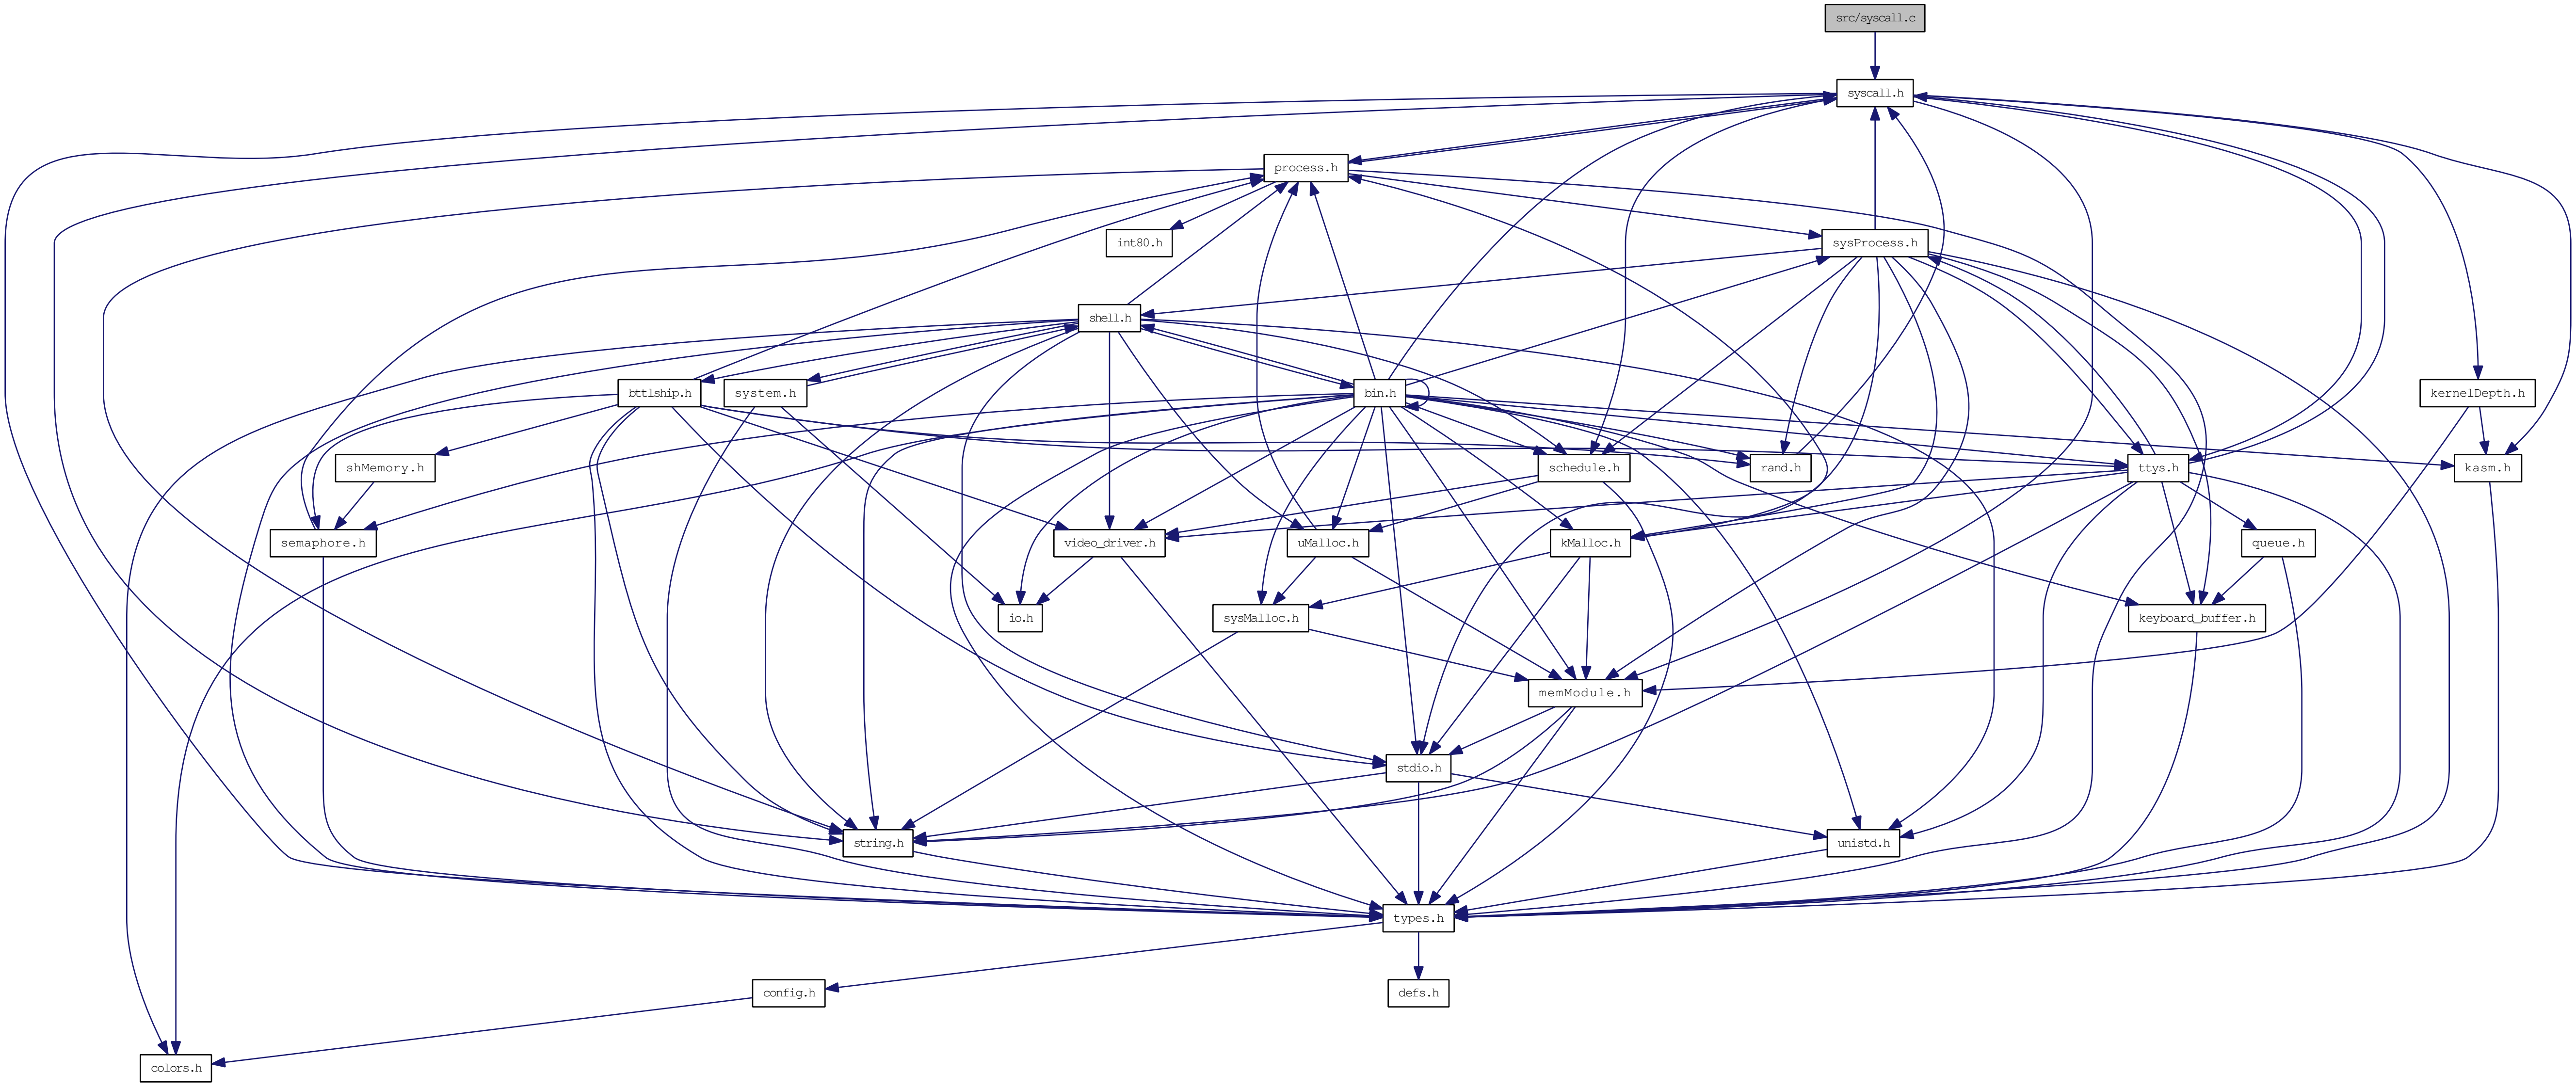 src/syscall.c
syscall.h
process.h
int80.h
sysProcess.h
shell.h
bttlship.h
system.h
bin.h
kernelDepth.h
shMemory.h
schedule.h
rand.h
ttys.h
kasm.h
semaphore.h
video_driver.h
uMalloc.h
kMalloc.h
queue.h
io.h
sysMalloc.h
keyboard_buffer.h
memModule.h
stdio.h
string.h
unistd.h
types.h
config.h
defs.h
colors.h